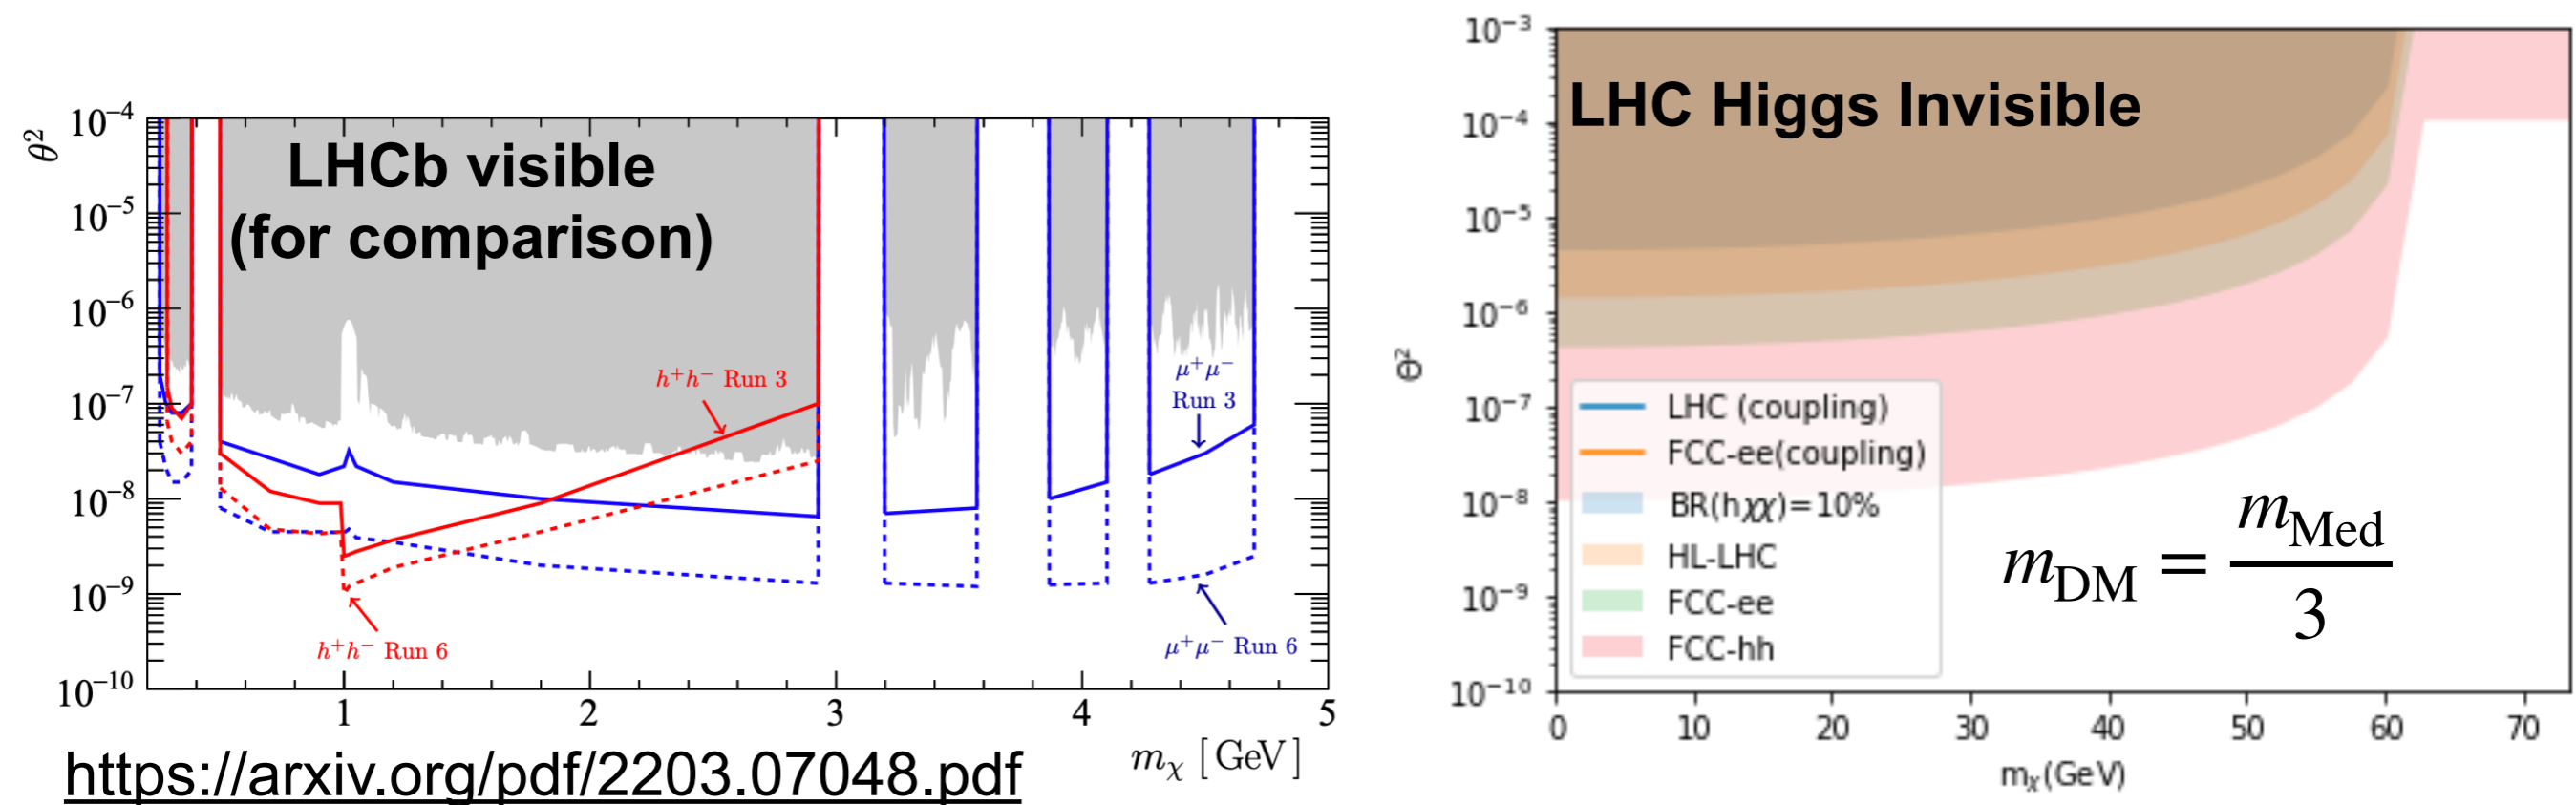 LHCb visible
(for comparison)
θ²
10⁻⁴
10⁻⁵
10⁻⁶
10⁻⁷
10⁻⁸
10⁻⁹
10⁻¹⁰
h⁺h⁻ Run 3
μ⁺μ⁻
Run 3
h⁺h⁻ Run 6
μ⁺μ⁻ Run 6
1 2 3 4 5
m_χ [GeV]
https://arxiv.org/pdf/2203.07048.pdf
LHC Higgs Invisible
Θ²
10⁻³
10⁻⁴
10⁻⁵
10⁻⁶
10⁻⁷
10⁻⁸
10⁻⁹
10⁻¹⁰
LHC (coupling)
FCC-ee(coupling)
BR(hχχ)=10%
HL-LHC
FCC-ee
FCC-hh
m_DM = m_Med / 3
0 10 20 30 40 50 60 70
m_χ(GeV)